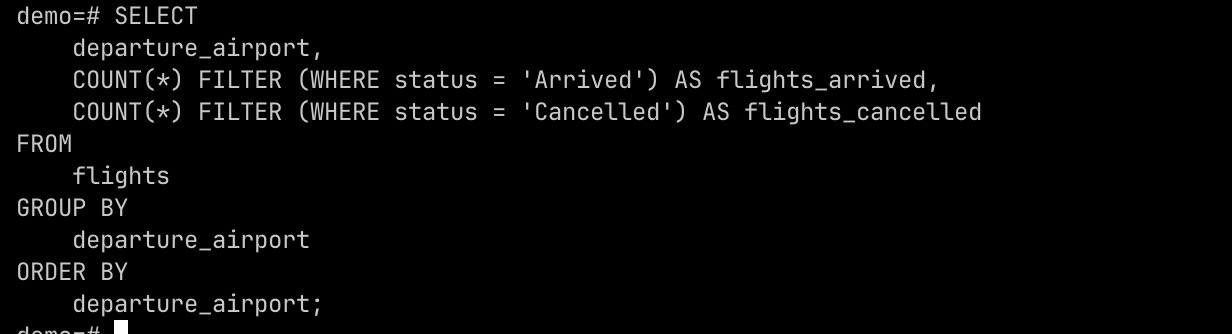 demo=# SELECT
    departure_airport,
    COUNT(*) FILTER (WHERE status = 'Arrived') AS flights_arrived,
    COUNT(*) FILTER (WHERE status = 'Cancelled') AS flights_cancelled
FROM
    flights
GROUP BY
    departure_airport
ORDER BY
    departure_airport;
demo=#